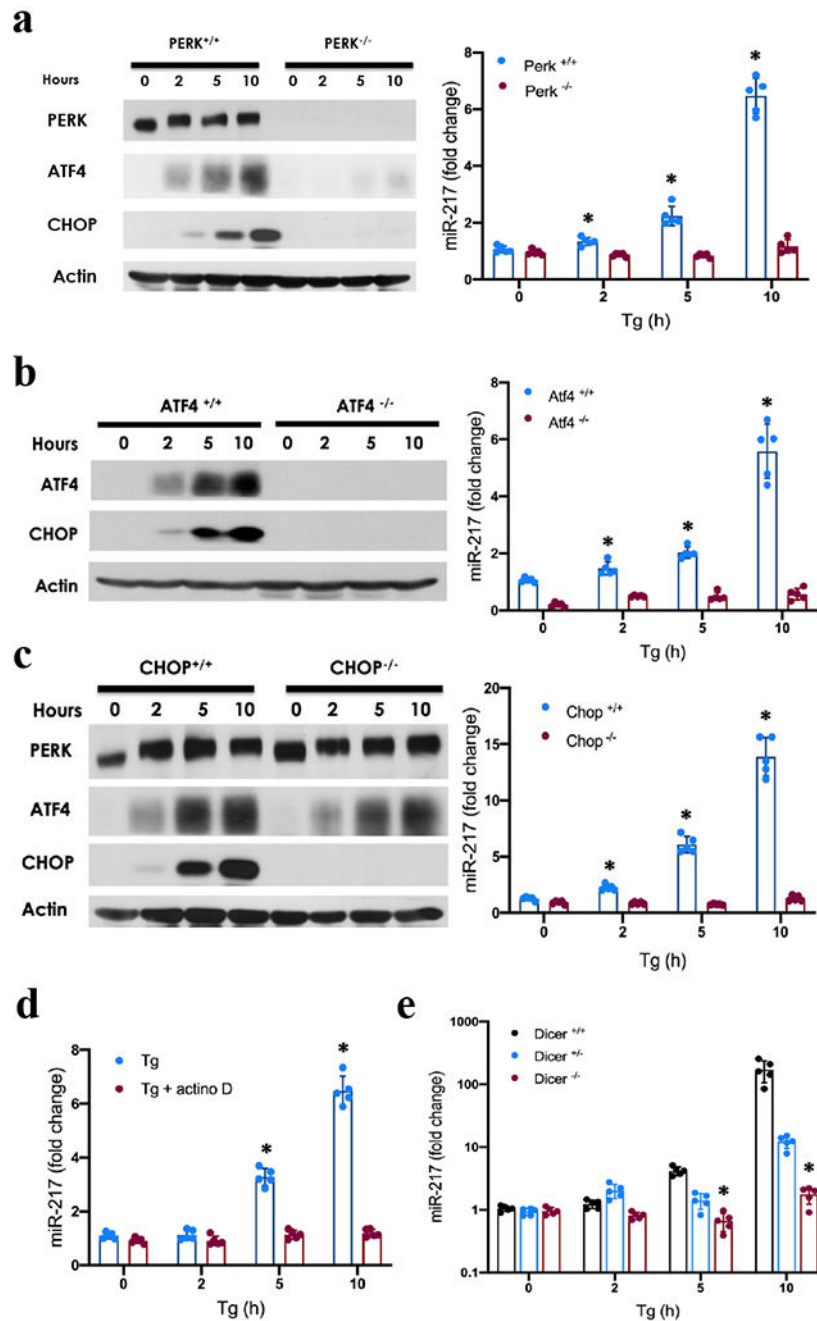 a
PERK+/+ PERK-/-
Hours 0 2 5 10 0 2 5 10
PERK
ATF4
CHOP
Actin
miR-217 (fold change)
8
6
4
2
0
Perk +/+
Perk -/-
* * *
0 2 5 10
Tg (h)
b
ATF4 +/+ ATF4 -/-
Hours 0 2 5 10 0 2 5 10
ATF4
CHOP
Actin
miR-217 (fold change)
8
6
4
2
0
Atf4 +/+
Atf4 -/-
* * *
0 2 5 10
Tg (h)
c
CHOP+/+ CHOP-/-
Hours 0 2 5 10 0 2 5 10
PERK
ATF4
CHOP
Actin
miR-217 (fold change)
20
15
10
5
0
Chop +/+
Chop -/-
* * *
0 2 5 10
Tg (h)
d
miR-217 (fold change)
8
6
4
2
0
Tg
Tg + actino D
* *
0 2 5 10
Tg (h)
e
miR-217 (fold change)
1000
100
10
1
0.1
Dicer +/+
Dicer +/-
Dicer -/-
* *
0 2 5 10
Tg (h)